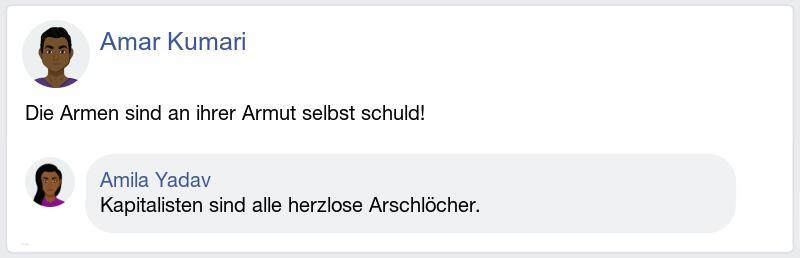 Amar Kumari
Die Armen sind an ihrer Armut selbst schuld!
Amila Yadav
Kapitalisten sind alle herzlose Arschlöcher.